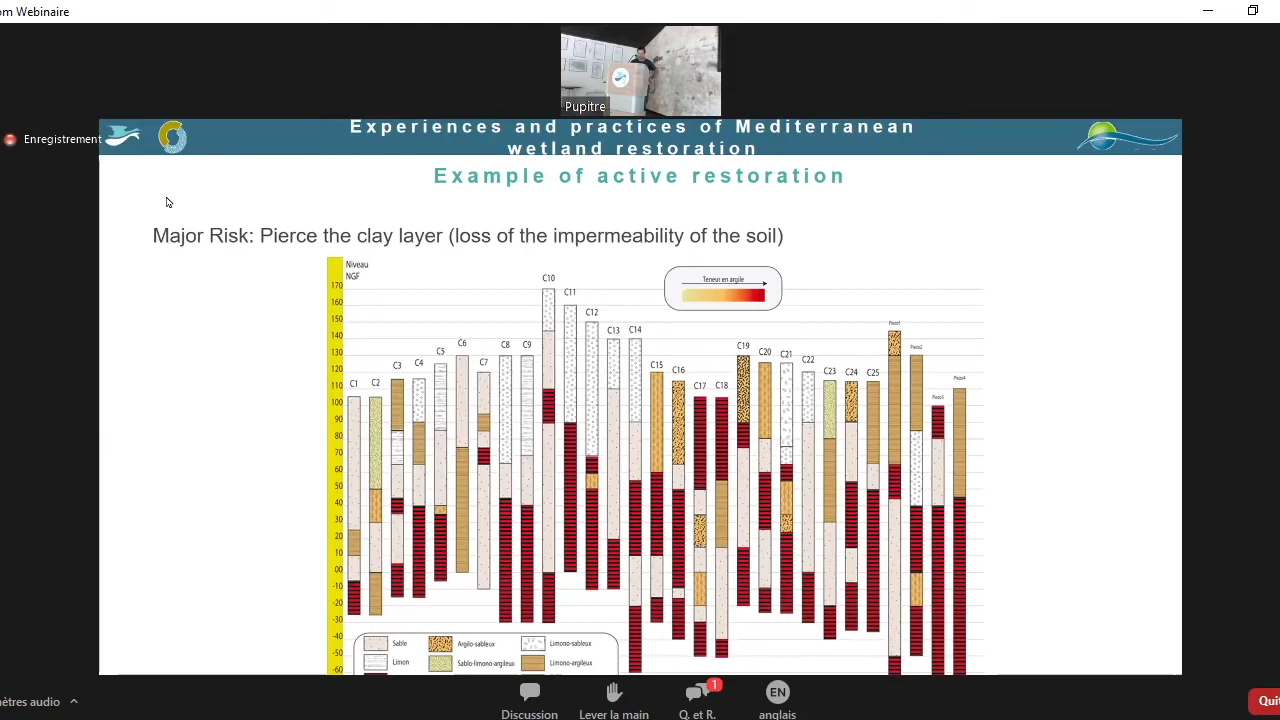 om Webinaire
Pupitre
Enregistrement
Experiences and practices of Mediterranean
wetland restoration
Example of active restoration
Major Risk: Pierce the clay layer (loss of the impermeability of the soil)
Niveau
NGF
Teneur en argile
170
160
150
140
130
120
110
100
90
80
70
60
50
40
30
20
10
00
-10
-20
-30
-40
-50
-60
C1
C2
C3
C4
C5
C6
C7
C8
C9
C10
C11
C12
C13
C14
C15
C16
C17
C18
C19
C20
C21
C22
C23
C24
C25
Piezo1
Piezo2
Piezo3
Piezo4
Sable
Argilo-sableux
Limono-sableux
Limon
Sablo-limono-argileux
Limono-argileux
mètres audio
Discussion
Lever la main
1
Q. et R.
EN
anglais
Quit